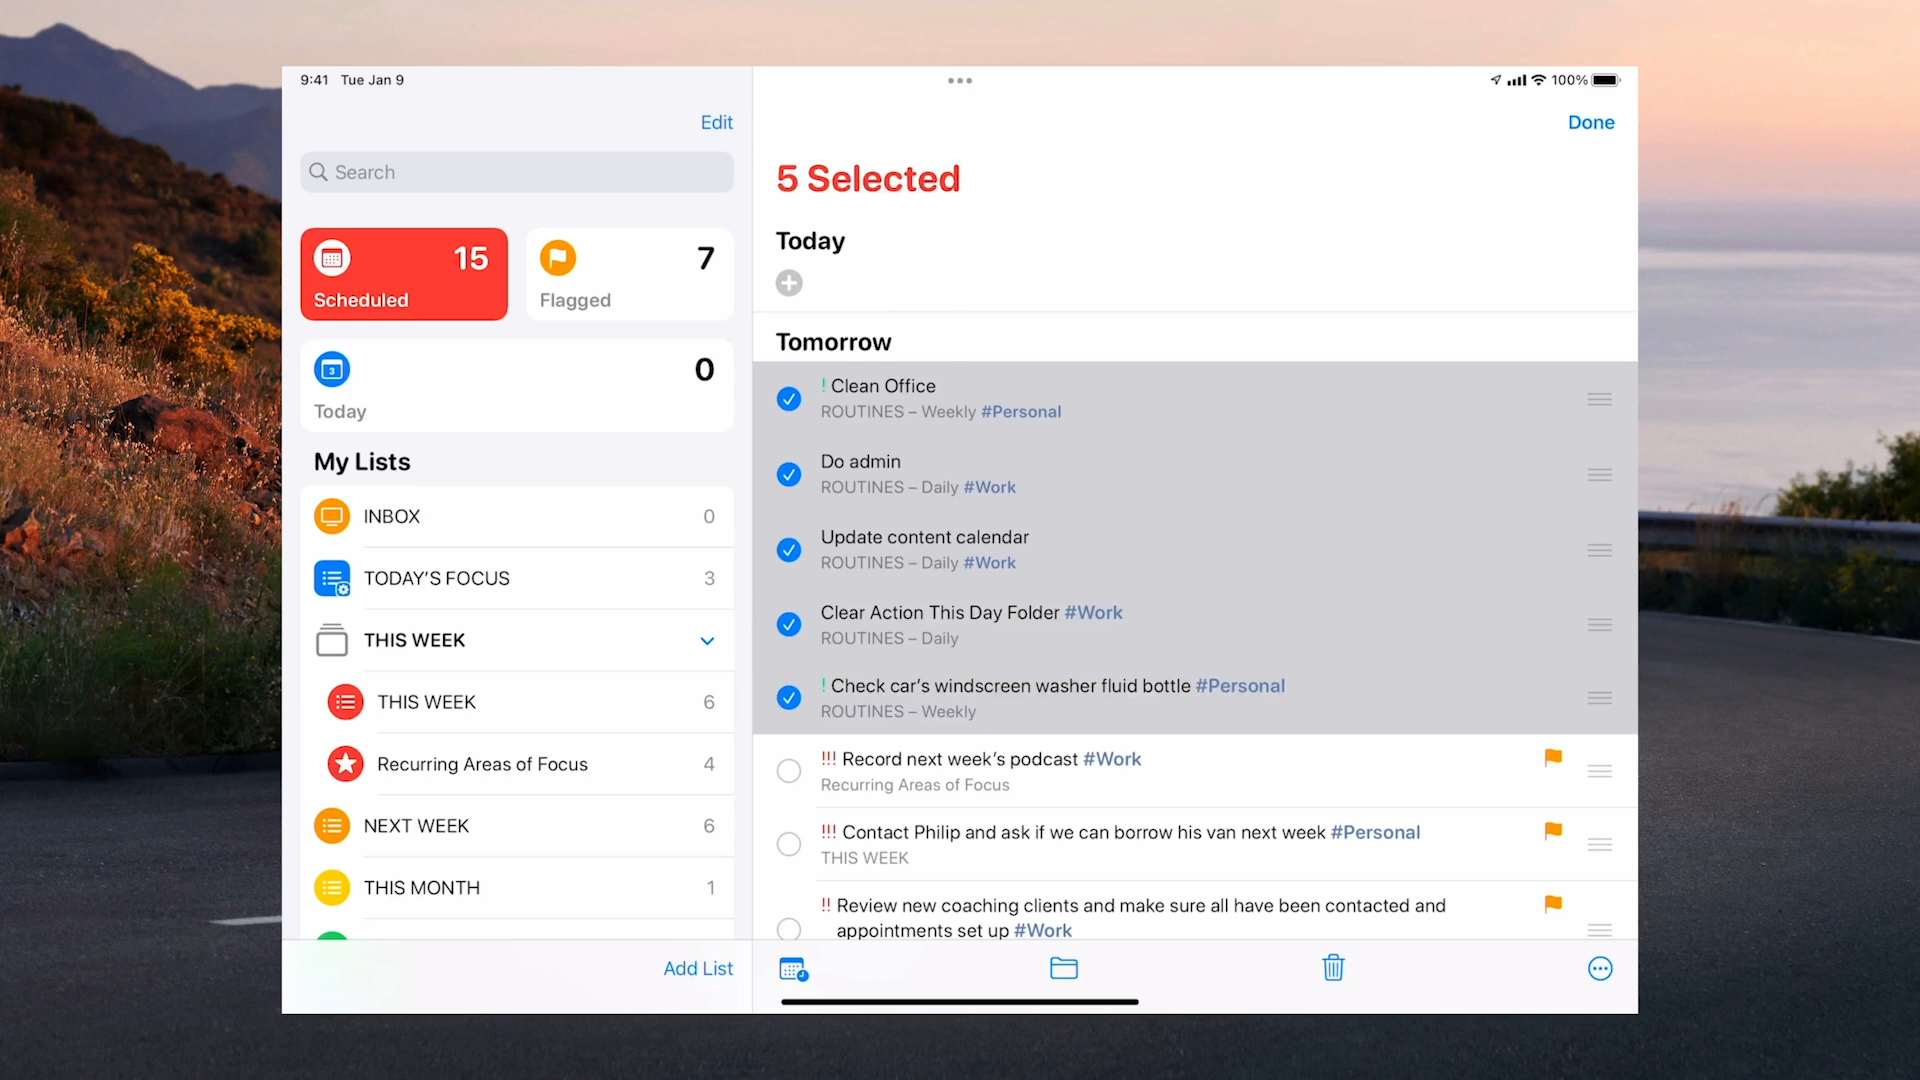 9:41 Tue Jan 9
100%
Edit
Search
15
Scheduled
7
Flagged
3
0
Today
My Lists
INBOX 0
TODAY'S FOCUS 3
THIS WEEK
THIS WEEK 6
Recurring Areas of Focus 4
NEXT WEEK 6
THIS MONTH 1
Add List
Done
5 Selected
Today
Tomorrow
! Clean Office
ROUTINES – Weekly #Personal
Do admin
ROUTINES – Daily #Work
Update content calendar
ROUTINES – Daily #Work
Clear Action This Day Folder #Work
ROUTINES – Daily
! Check car's windscreen washer fluid bottle #Personal
ROUTINES – Weekly
!!! Record next week's podcast #Work
Recurring Areas of Focus
!!! Contact Philip and ask if we can borrow his van next week #Personal
THIS WEEK
!! Review new coaching clients and make sure all have been contacted and
appointments set up #Work